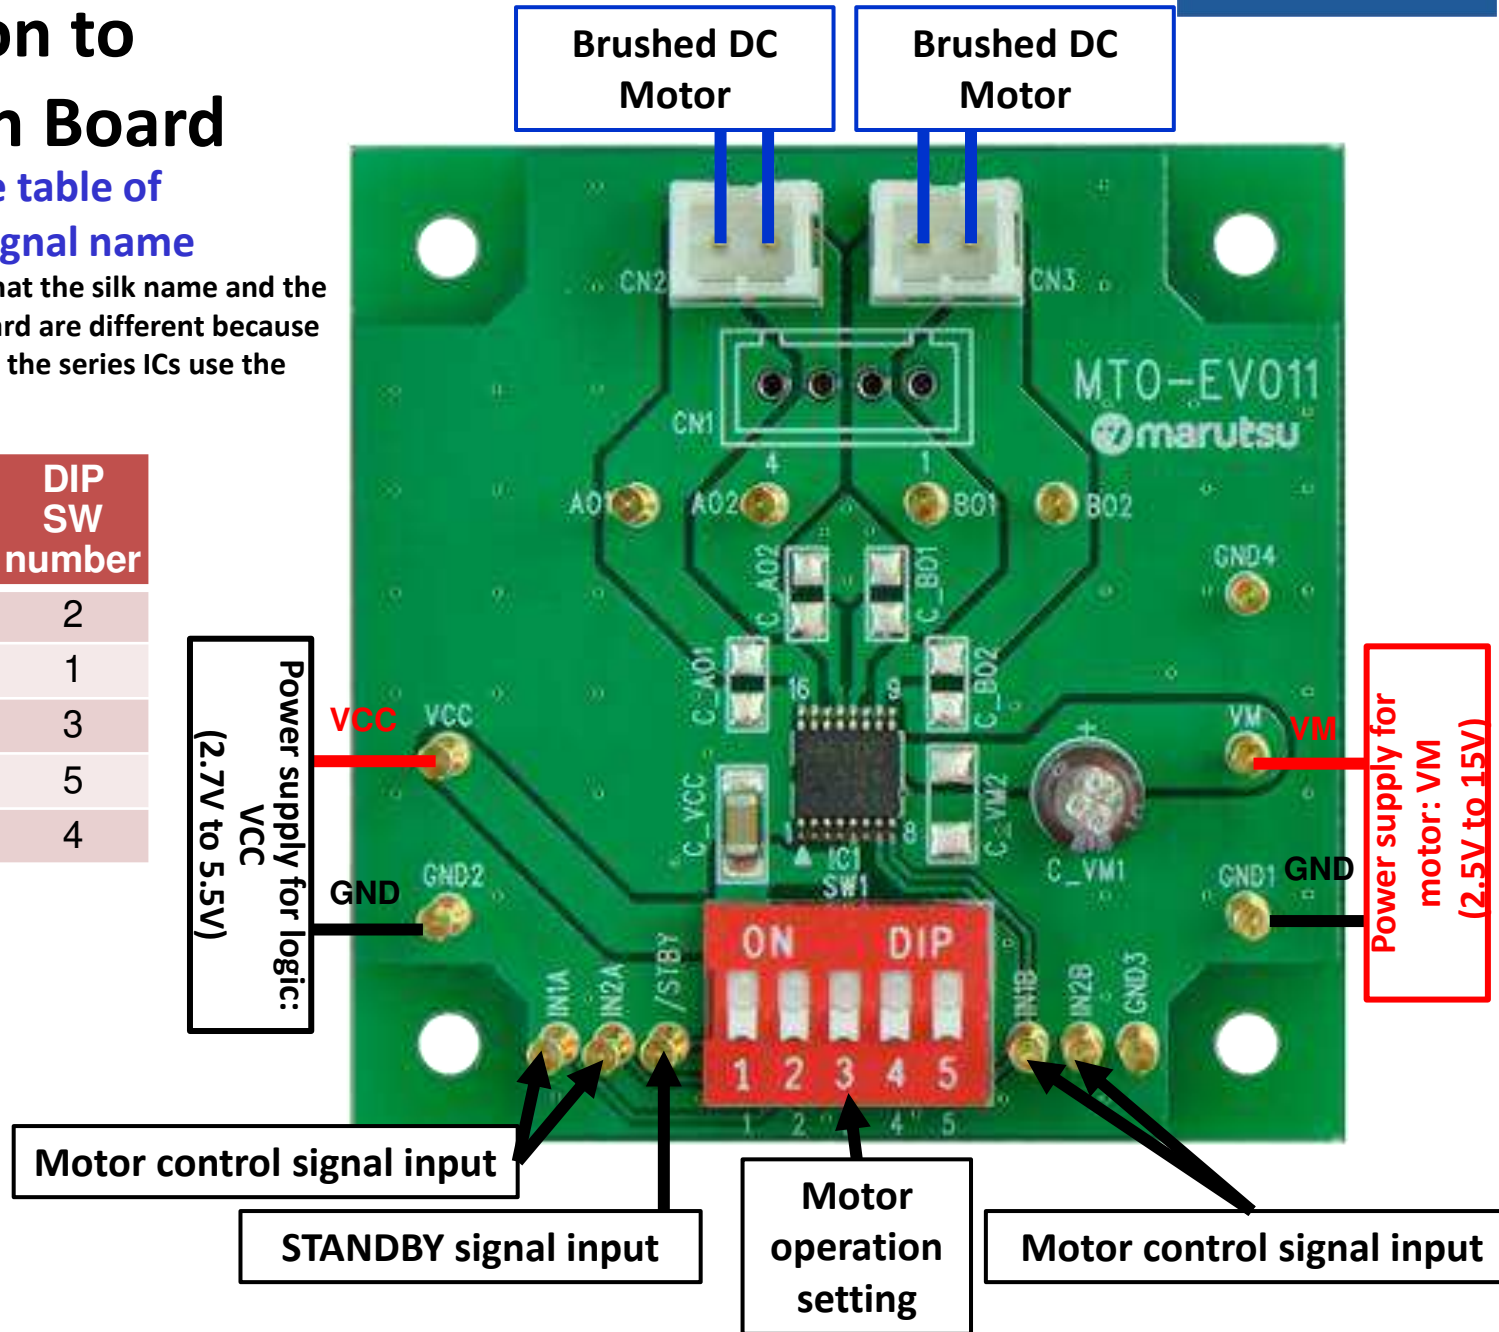 on to
n Board
e table of
ignal name
hat the silk name and the
ard are different because
the series ICs use the
DIP
SW
number
2
1
3
5
4
Brushed DC
Motor
Brushed DC
Motor
CN2
CN3
CN1
MTO-EV011
marutsu
4
1
AO1
AO2
BO1
BO2
C_AO2
C_BO1
C_AO1
C_BO2
GND4
16
9
Power supply for logic::
VCC
(2.7V to 5.5V)
VCC
VCC
GND
GND2
C_VCC
1
8
IC1
SW1
C_VM2
+
C_VM1
VM
VM
GND1
GND
Power supply for
motor: VM
(2.5V to 15V)
IN1A
IN2A
/STBY
ON
DIP
1 2 3 4 5
1 2 4 5
IN1B
IN2B
GND3
Motor control signal input
STANDBY signal input
Motor
operation
setting
Motor control signal input